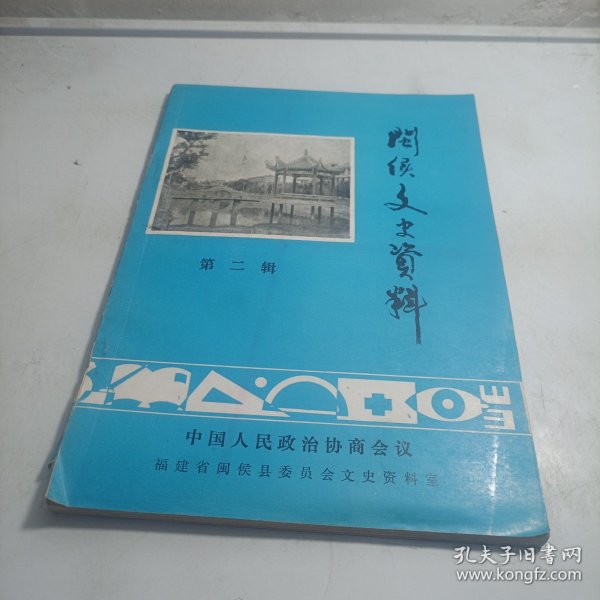 闽侯文史资料
第二辑
中国人民政治协商会议
福建省闽侯县委员会文史资料室
孔夫子旧书网
www.kongfz.com